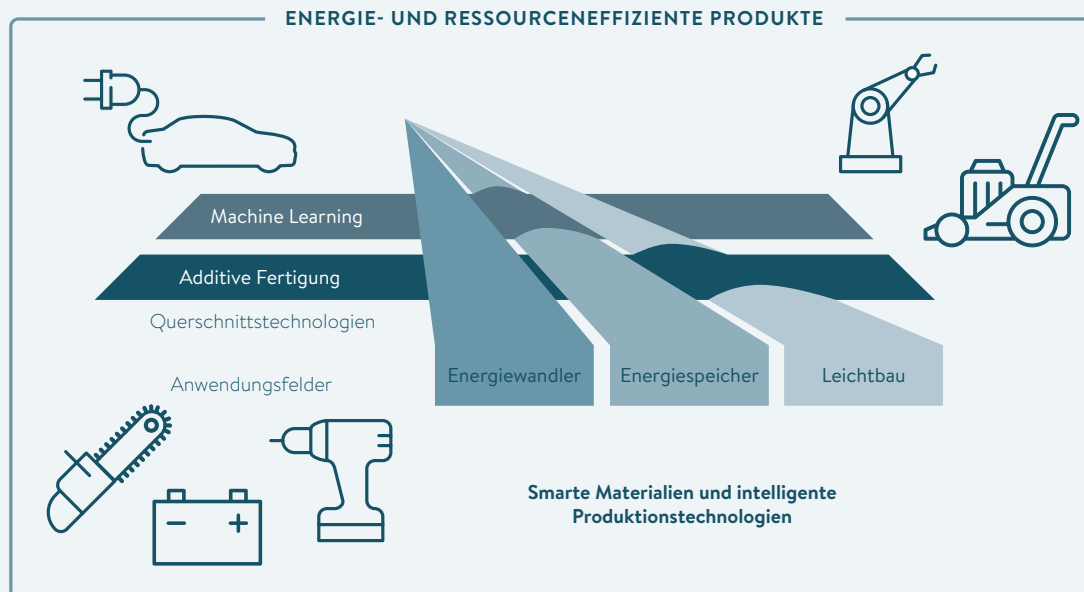 ENERGIE- UND RESSOURCENEFFIZIENTE PRODUKTE
Machine Learning
Additive Fertigung
Querschnittstechnologien
Anwendungsfelder
Energiewandler
Energiespeicher
Leichtbau
Smarte Materialien und intelligente
Produktionstechnologien